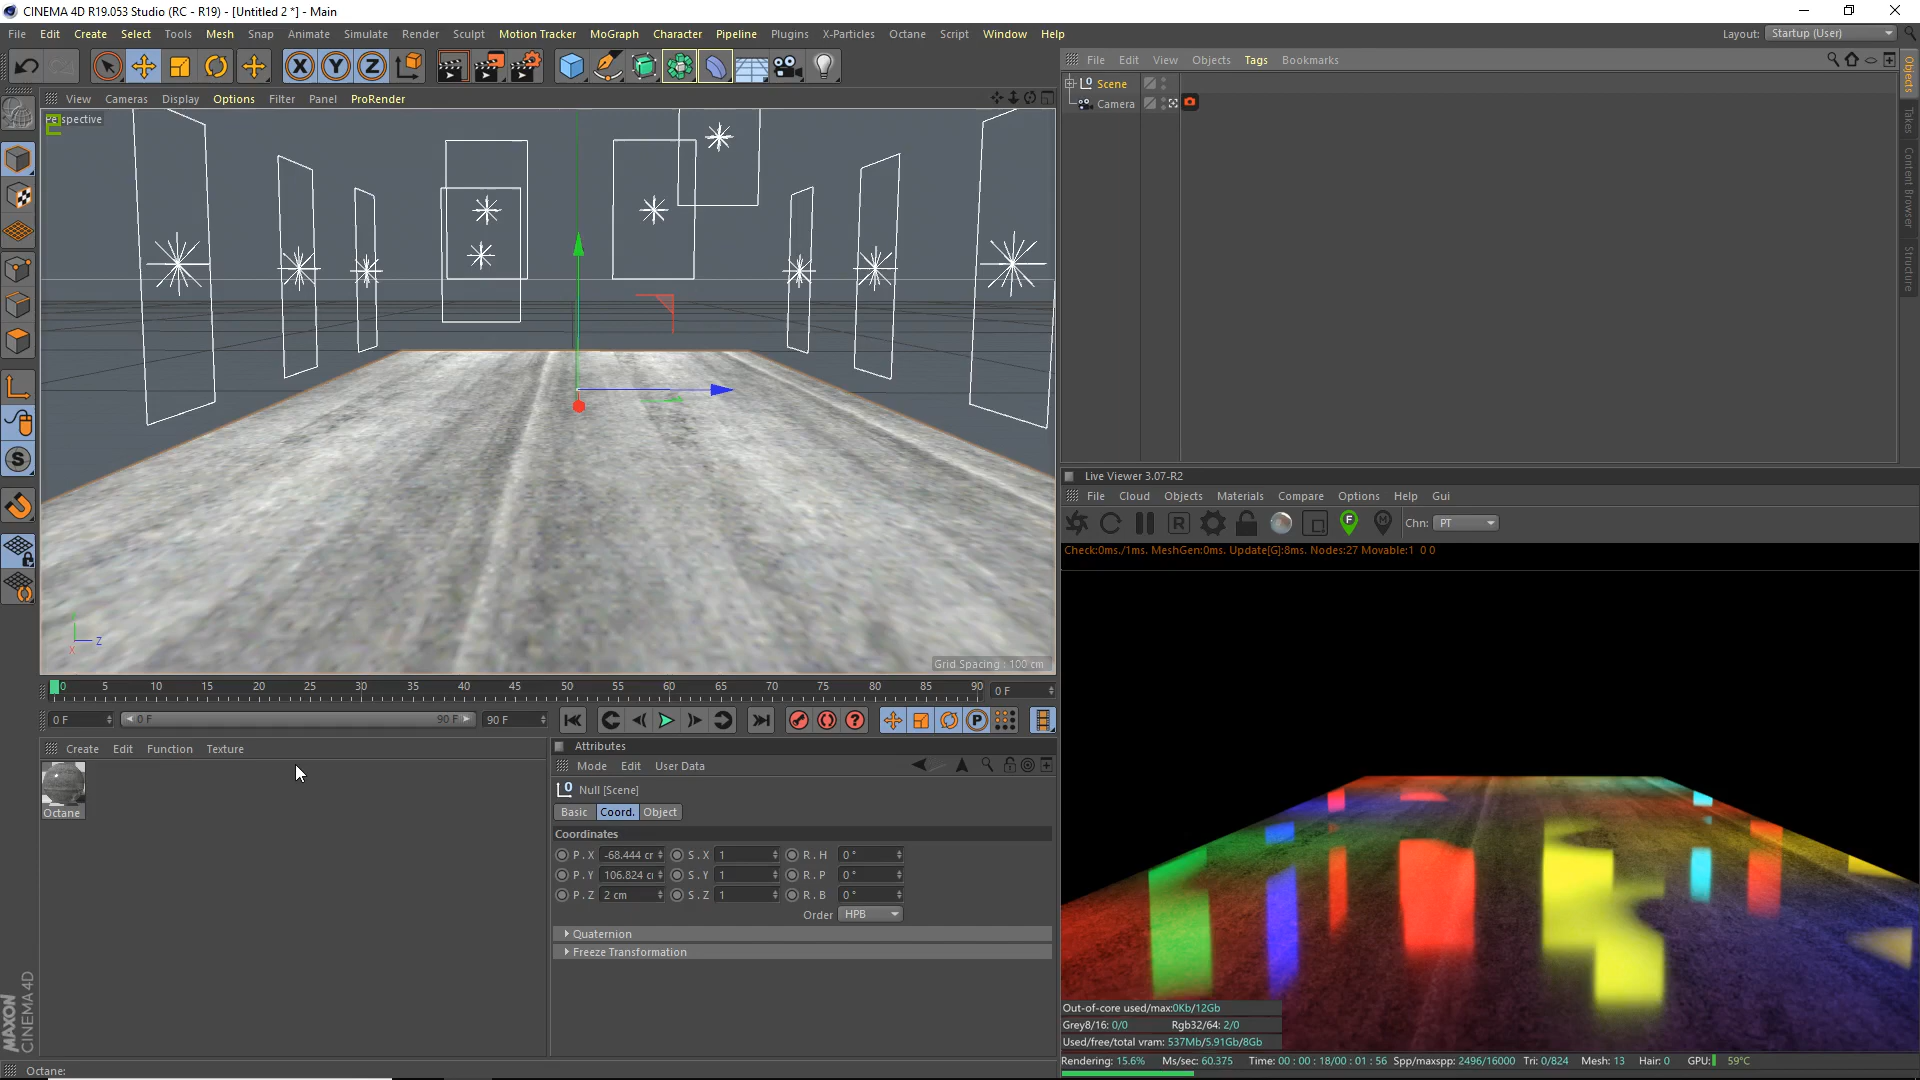 CINEMA 4D R19.053 Studio (RC - R19) - [Untitled 2 *] - Main
File Edit Create Select Tools Mesh Snap Animate Simulate Render Sculpt Motion Tracker MoGraph Character Pipeline Plugins X-Particles Octane Script Window Help
Layout: Startup (User)
File Edit View Objects Tags Bookmarks
Scene
Camera
Objects
Takes
Content Browser
Structure
View Cameras Display Options Filter Panel ProRender
Grid Spacing : 100 cm
Y
Z
X
0 5 10 15 20 25 30 35 40 45 50 55 60 65 70 75 80 85 90
0 F
0 F
0 F
90 F
90 F
Create Edit Function Texture
Octane
Attributes
Mode Edit User Data
Null [Scene]
Basic Coord. Object
Coordinates
P . X -68.444 cr S . X 1 R . H 0 °
P . Y 106.824 c S . Y 1 R . P 0 °
P . Z 2 cm S . Z 1 R . B 0 °
Order HPB
Quaternion
Freeze Transformation
MAXON
CINEMA 4D
Octane:
Live Viewer 3.07-R2
File Cloud Objects Materials Compare Options Help Gui
Chn: PT
Check:0ms./1ms. MeshGen:0ms. Update[G]:8ms. Nodes:27 Movable:1 0 0
Out-of-core used/max:0Kb/12Gb
Grey8/16: 0/0 Rgb32/64: 2/0
Used/free/total vram: 537Mb/5.91Gb/8Gb
Rendering: 15.6% Ms/sec: 60.375 Time: 00 : 00 : 18/00 : 01 : 56 Spp/maxspp: 2496/16000 Tri: 0/824 Mesh: 13 Hair: 0 GPU: 59°C